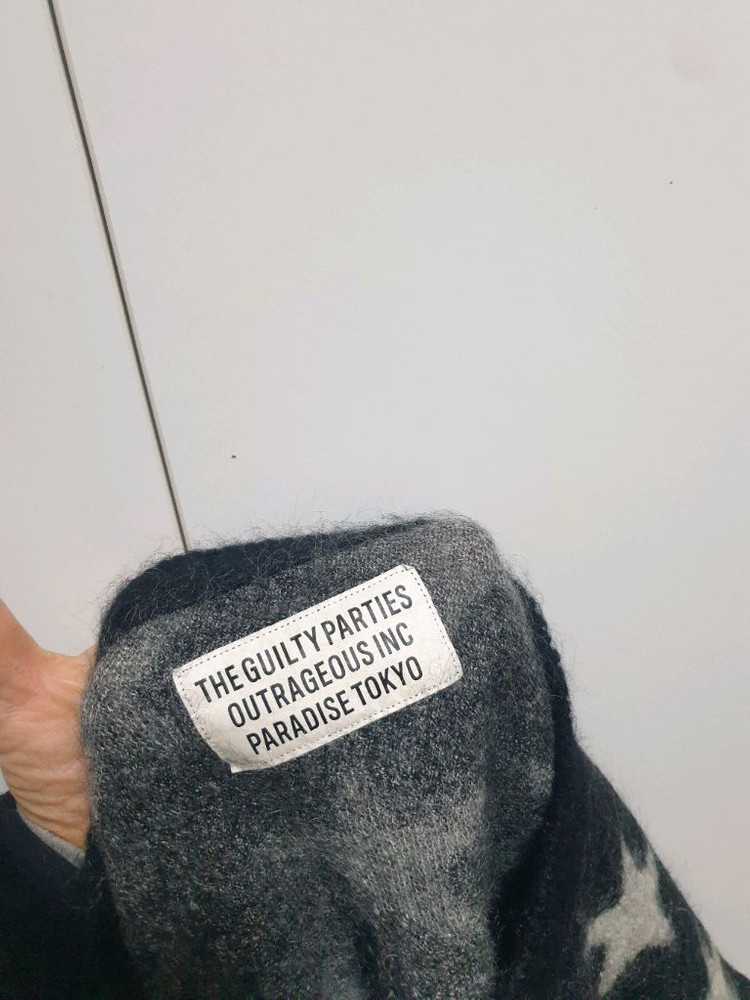 THE GUILTY PARTIES
OUTRAGEOUS INC
PARADISE TOKYO